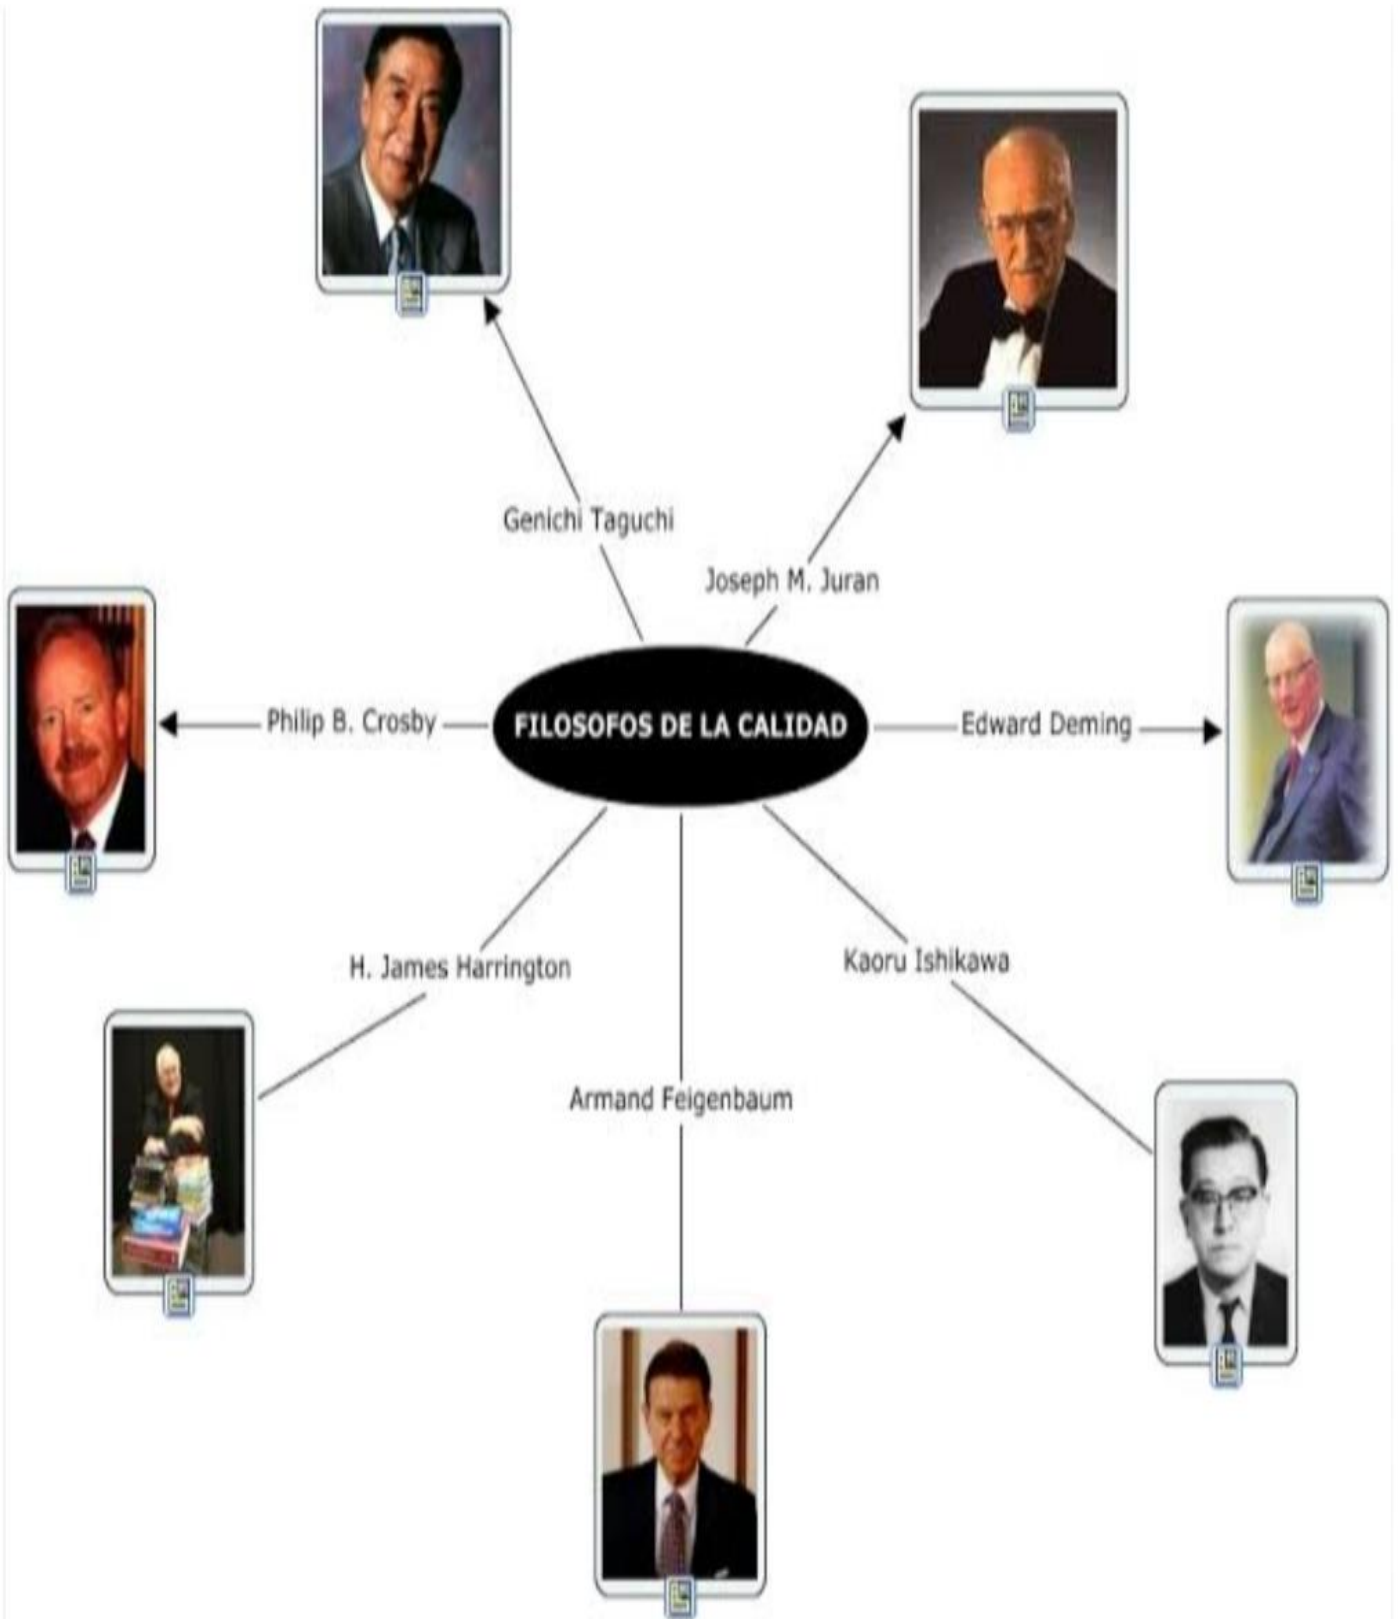 Genichi Taguchi
Joseph M. Juran
Philip B. Crosby
FILOSOFOS DE LA CALIDAD
Edward Deming
H. James Harrington
Kaoru Ishikawa
Armand Feigenbaum